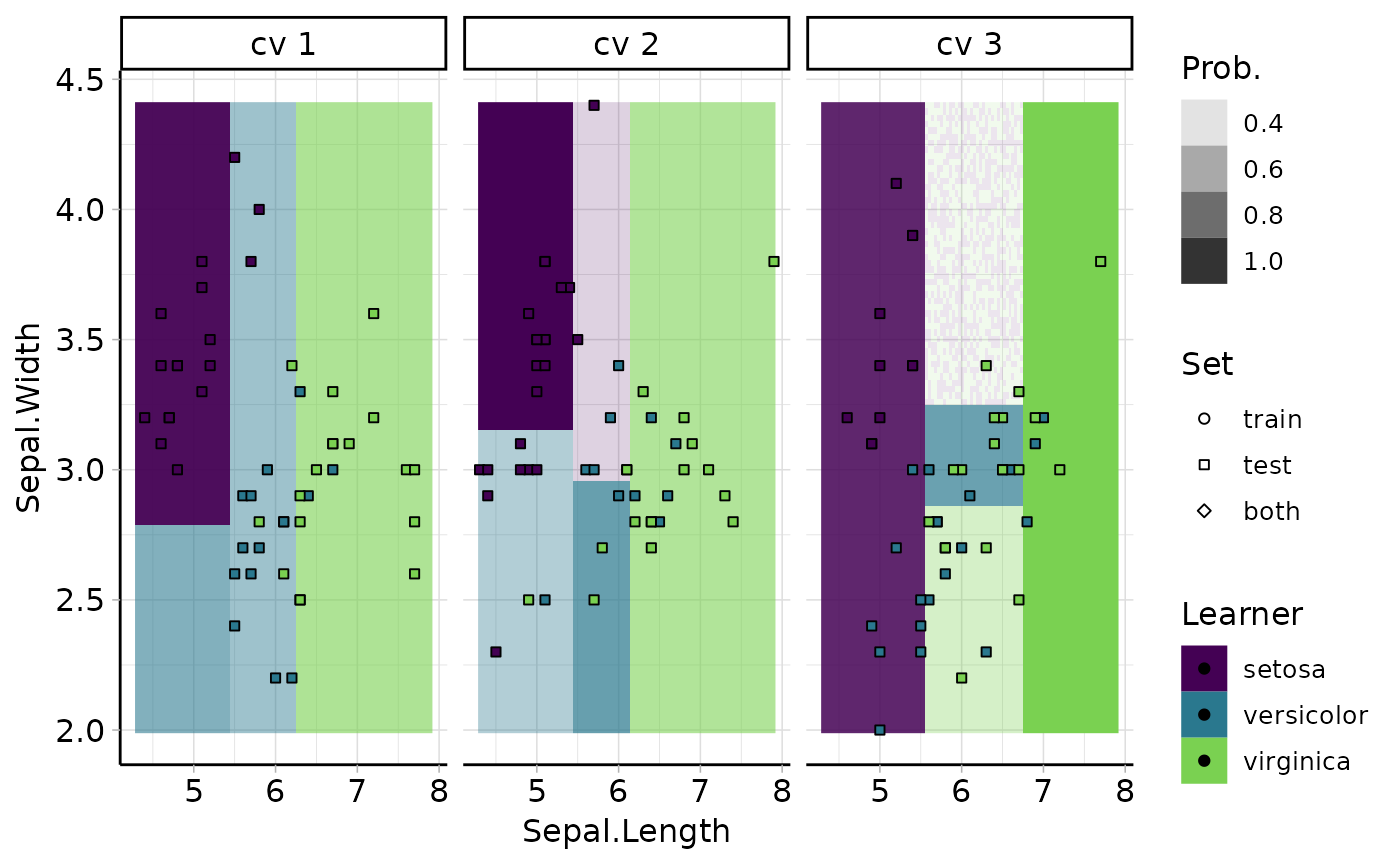 cv 1
cv 2
cv 3
4.5
4.0
3.5
3.0
2.5
2.0
Sepal.Width
5 6 7 8
5 6 7 8
5 6 7 8
Sepal.Length
Prob.
0.4
0.6
0.8
1.0
Set
train
test
both
Learner
setosa
versicolor
virginica